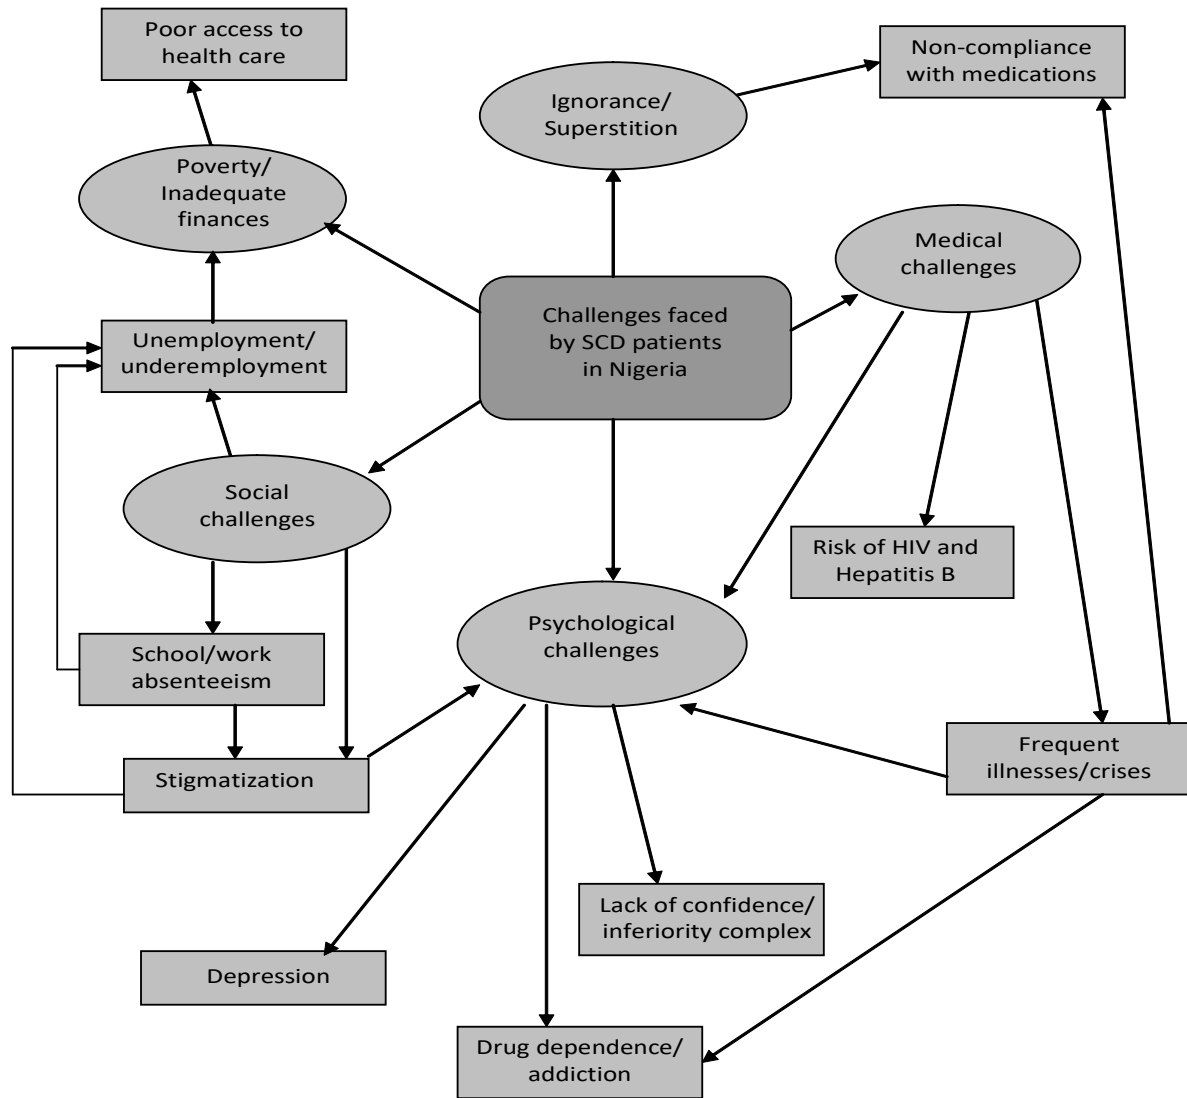 Poor access to
health care
Ignorance/
Superstition
Non-compliance
with medications
Poverty/
Inadequate
finances
Medical
challenges
Challenges faced
by SCD patients
in Nigeria
Unemployment/
underemployment
Social
challenges
Risk of HIV and
Hepatitis B
Psychological
challenges
School/work
absenteeism
Stigmatization
Frequent
illnesses/crises
Lack of confidence/
inferiority complex
Depression
Drug dependence/
addiction